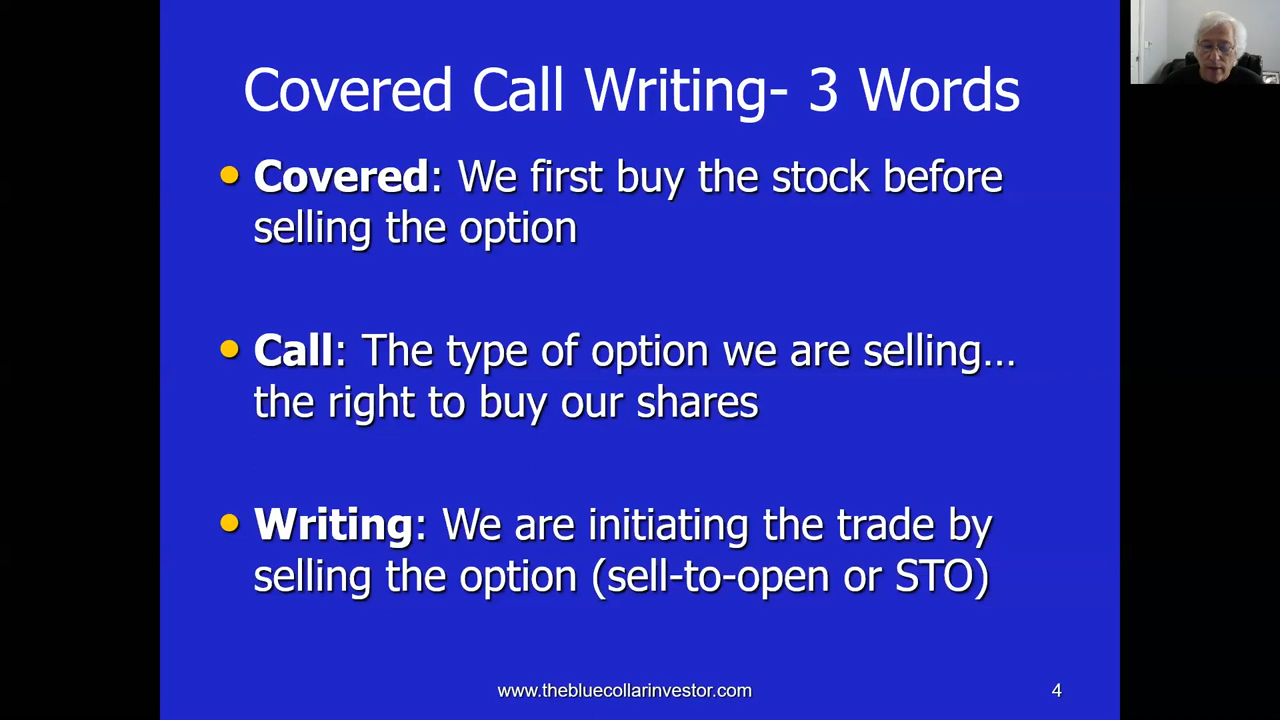 Covered Call Writing- 3 Words
Covered: We first buy the stock before
selling the option
Call: The type of option we are selling…
the right to buy our shares
Writing: We are initiating the trade by
selling the option (sell-to-open or STO)
www.thebluecollarinvestor.com
4